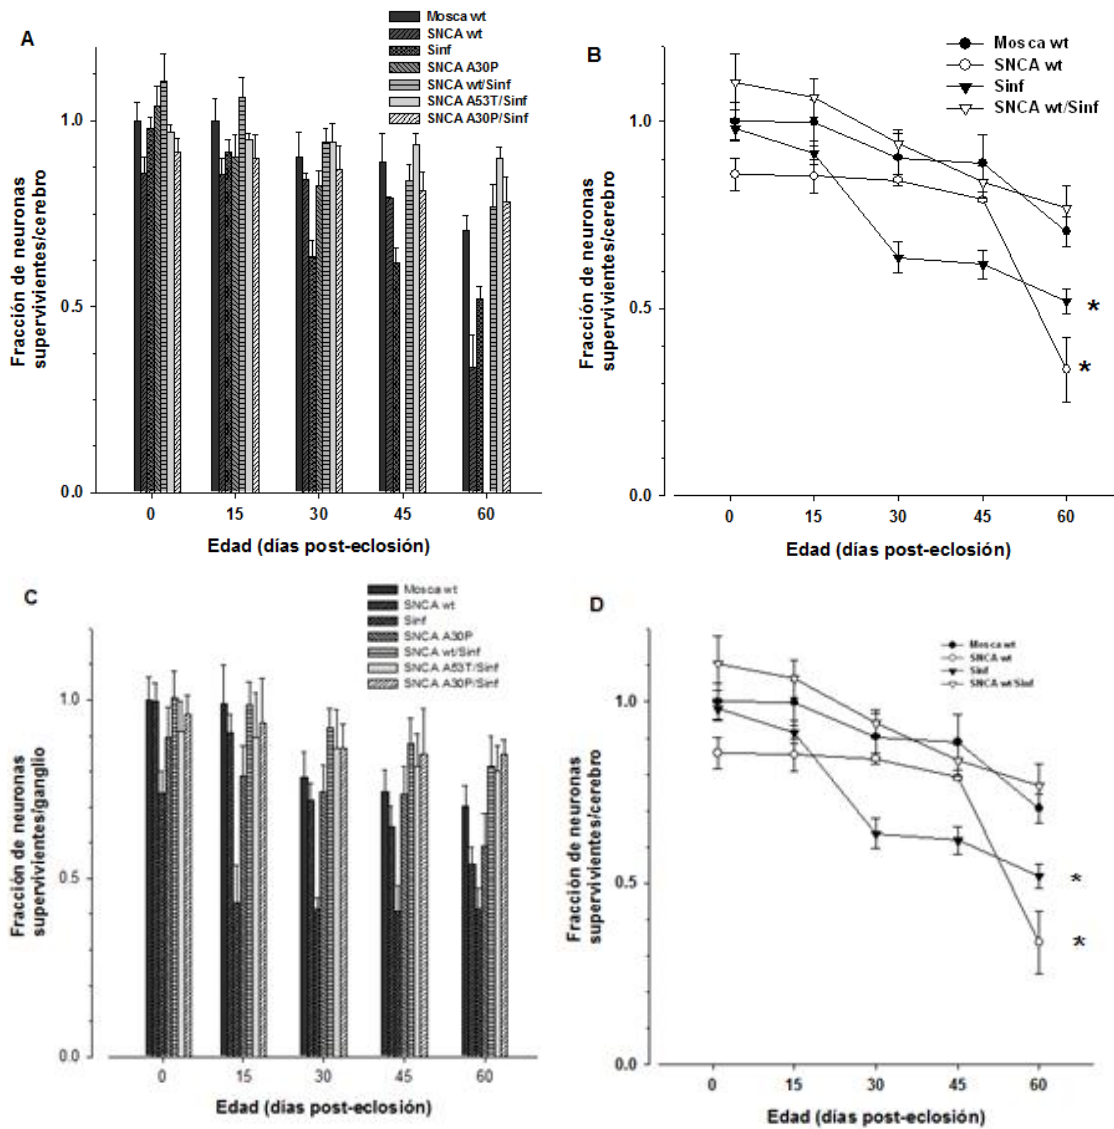 A
Mosca wt
SNCA wt
Sinf
SNCA A30P
SNCA wt/Sinf
SNCA A53T/Sinf
SNCA A30P/Sinf
Fracción de neuronas
supervivientes/cerebro
1.0
0.5
0.0
0 15 30 45 60
Edad (días post-eclosión)
B
Mosca wt
SNCA wt
Sinf
SNCA wt/Sinf
Fracción de neuronas
supervivientes/cerebro
1.0
0.5
0.0
*
*
0 15 30 45 60
Edad (días post-eclosión)
C
Mosca wt
SNCA wt
Sinf
SNCA A30P
SNCA wt/Sinf
SNCA A53T/Sinf
SNCA A30P/Sinf
Fracción de neuronas
supervivientes/ganglio
1.0
0.5
0.0
0 15 30 45 60
Edad (días post-eclosión)
D
Mosca wt
SNCA wt
Sinf
SNCA wt/Sinf
Fracción de neuronas
supervivientes/cerebro
1.0
0.5
0.0
*
*
0 15 30 45 60
Edad (días post-eclosión)